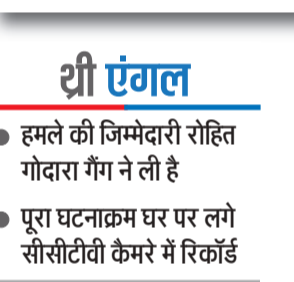 थ्री एंगल
हमले की जिम्मेदारी रोहित
गोदारा गैंग ने ली है
पूरा घटनाक्रम घर पर लगे
सीसीटीवी कैमरे में रिकॉर्ड